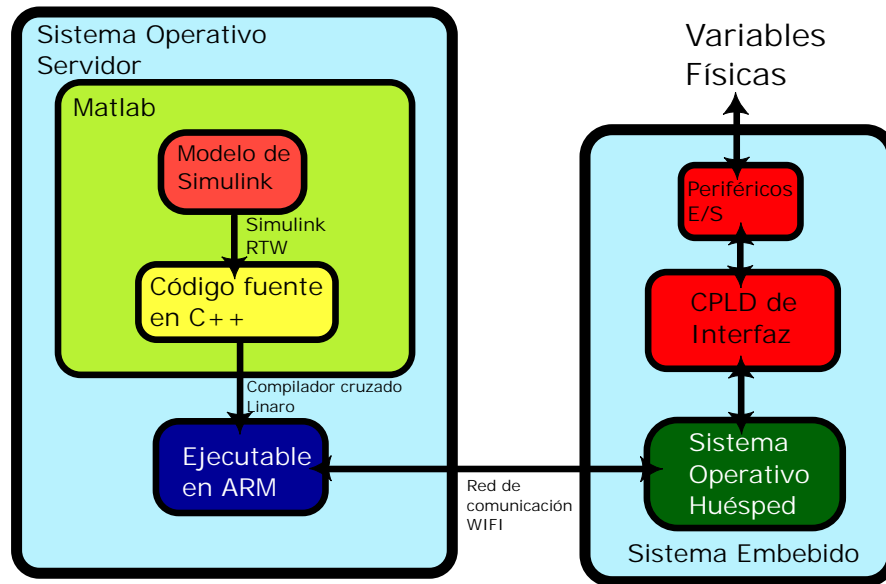 Sistema Operativo
Servidor
Matlab
Modelo de
Simulink
Simulink
RTW
Código fuente
en C++
Compilador cruzado
Linaro
Ejecutable
en ARM
Red de
comunicación
WIFI
Variables
Físicas
Periféricos
E/S
CPLD de
Interfaz
Sistema
Operativo
Huésped
Sistema Embebido